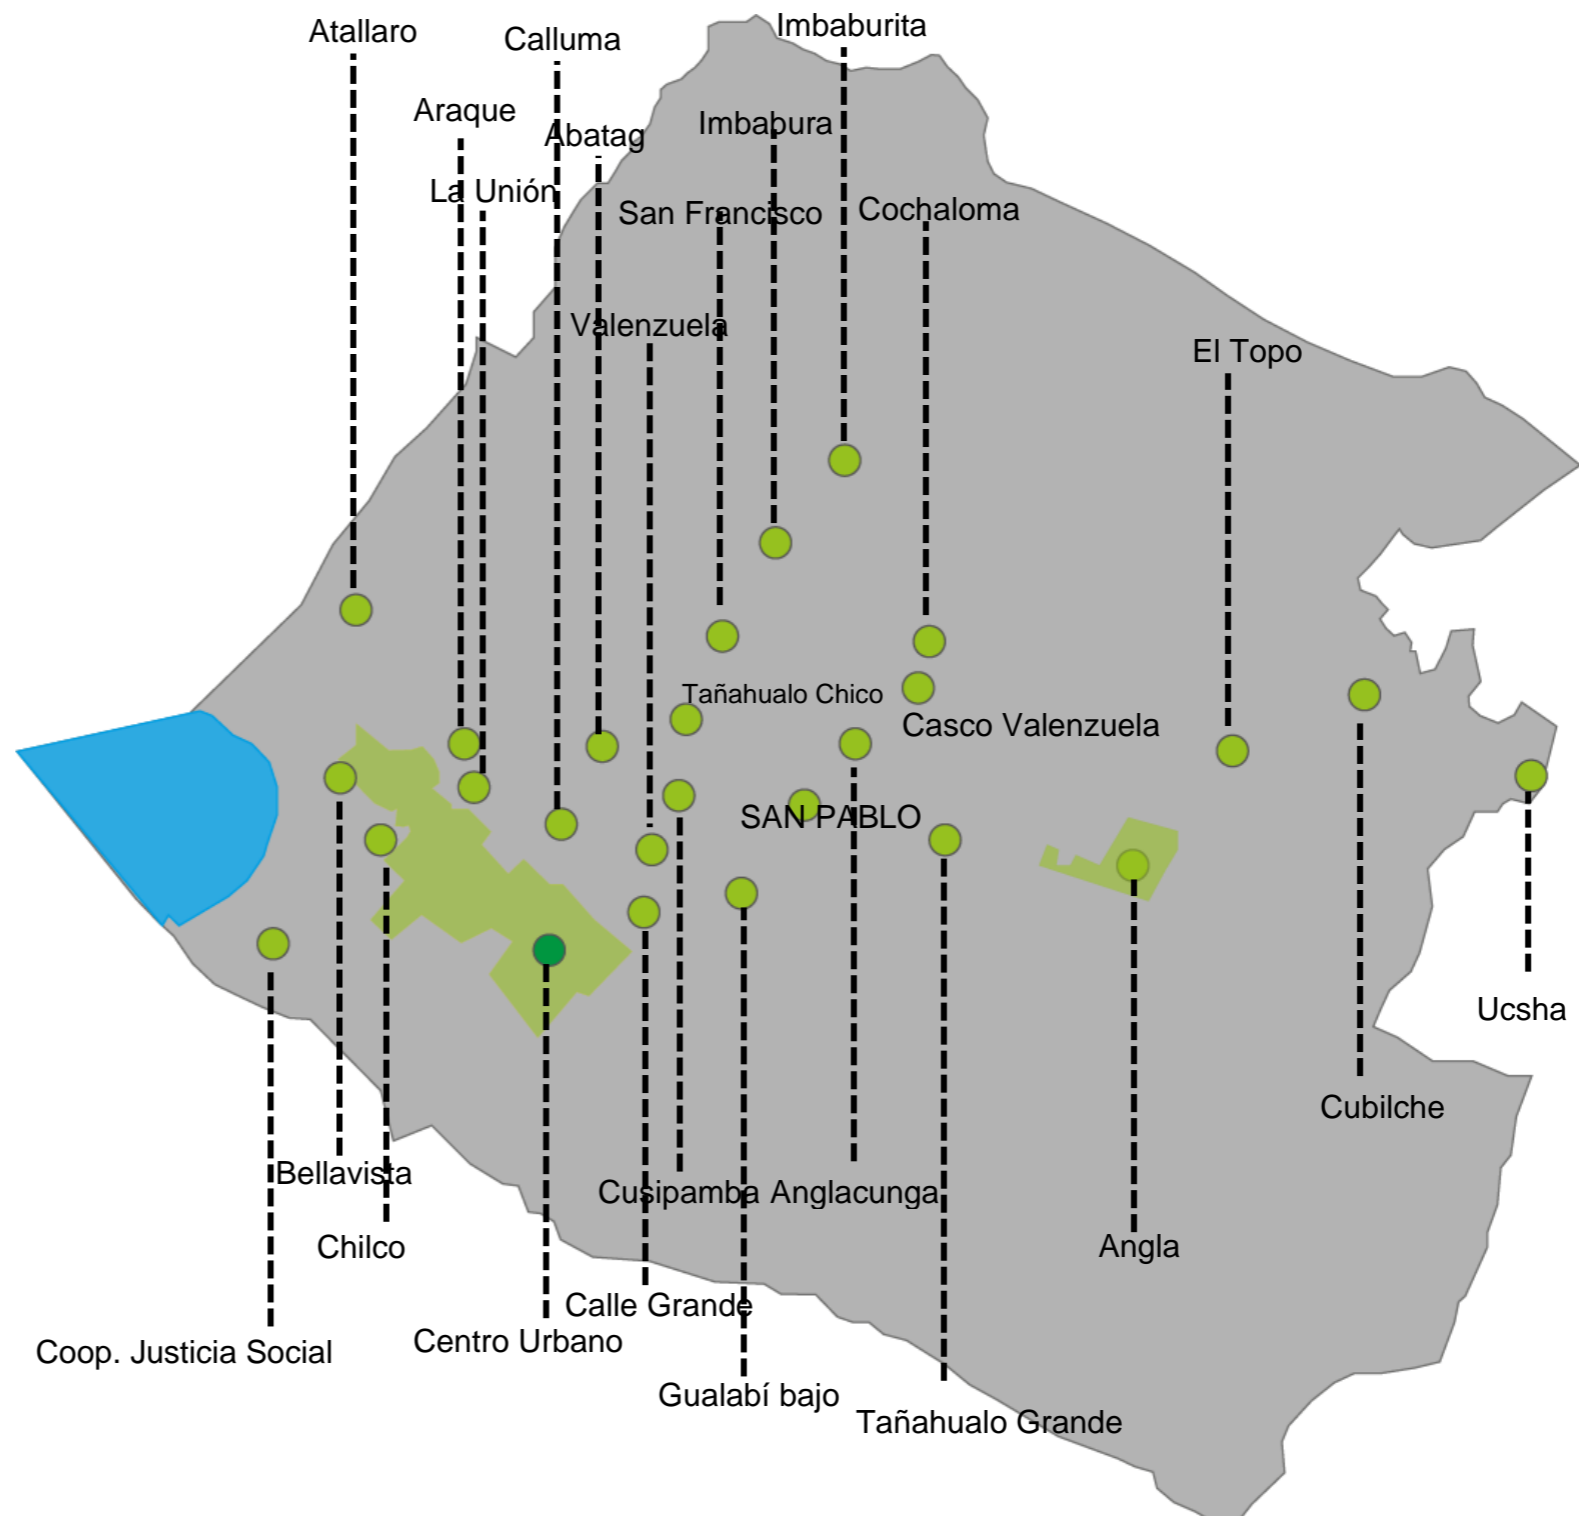 Imbaburita
Atallaro
Calluma
Araque
Imbabura
Abatag
La Unión
Cochaloma
San Francisco
Valenzuela
El Topo
Tañahualo Chico
Casco Valenzuela
SAN PABLO
Ucsha
Cubilche
Bellavista
Cusipamba
Anglacunga
Chilco
Angla
Calle Grande
Centro Urbano
Coop. Justicia Social
Gualabí bajo
Tañahualo Grande